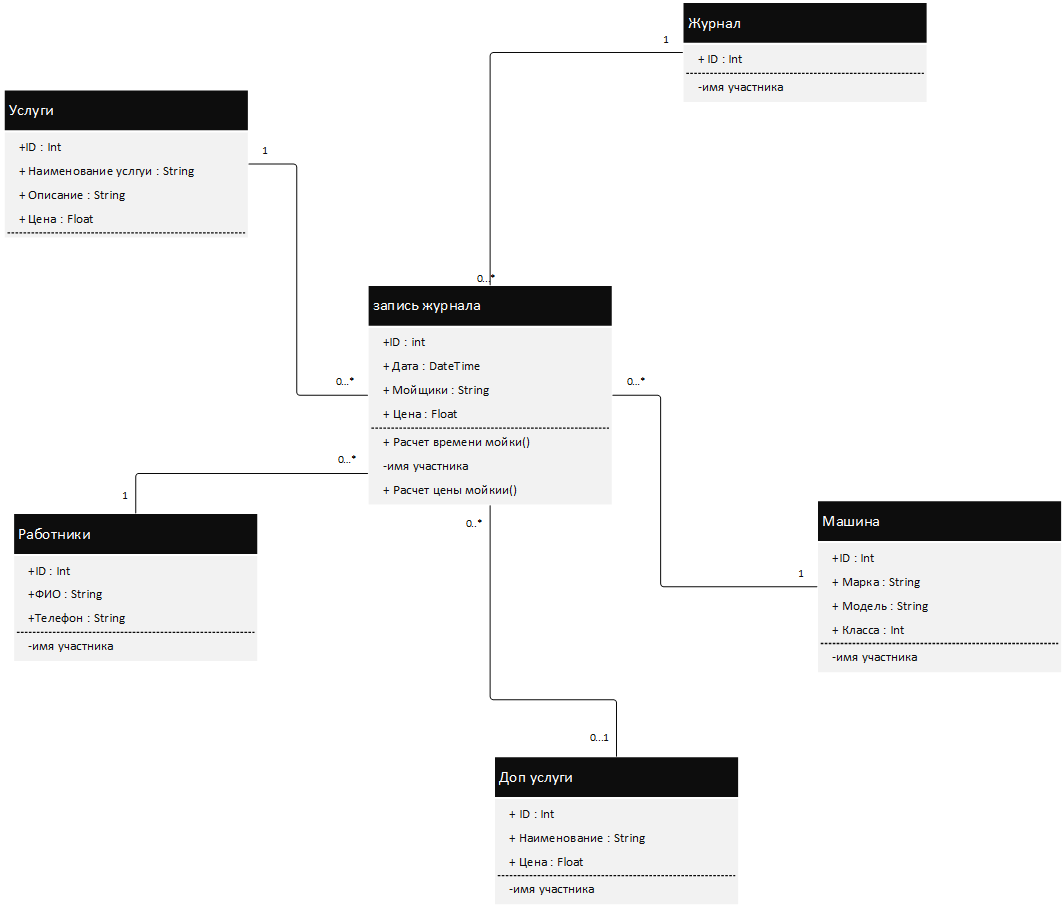 Журнал
1
+ ID : Int
-имя участника
Услуги
+ID : Int
+ Наименование услгуи : String
+ Описание : String
+ Цена : Float
1
0...*
запись журнала
+ID : int
+ Дата : DateTime
+ Мойщики : String
+ Цена : Float
+ Расчет времени мойки()
-имя участника
+ Расчет цены мойкии()
0...*
0...*
0...*
1
0..*
Работники
+ID : Int
+ФИО : String
+Телефон : String
-имя участника
Машина
1
+ID : Int
+ Марка : String
+ Модель : String
+ Класса : Int
-имя участника
0...1
Доп услуги
+ ID : Int
+ Наименование : String
+ Цена : Float
-имя участника